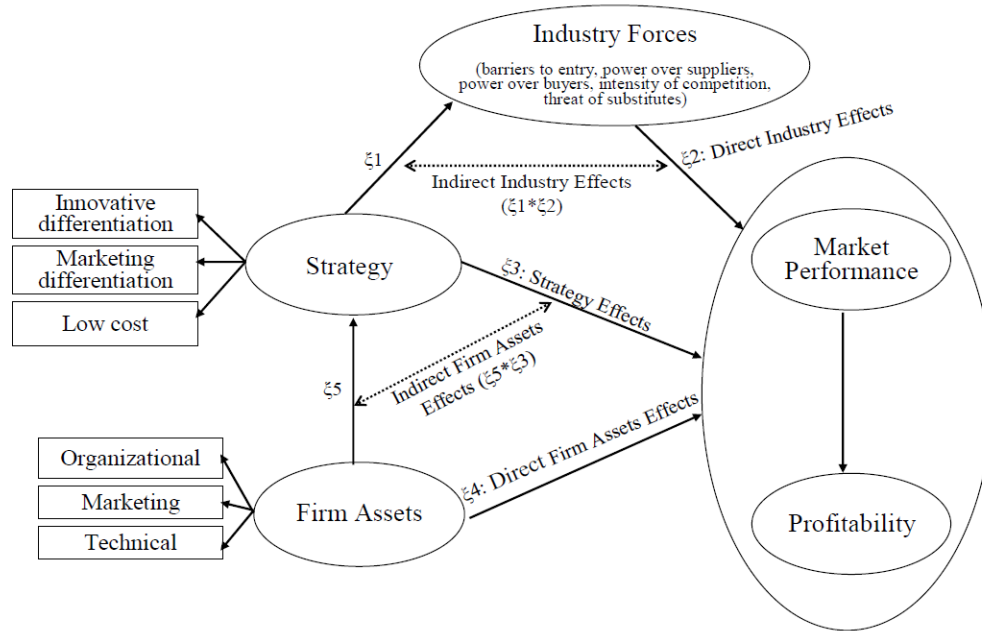 Industry Forces
(barriers to entry, power over suppliers,
power over buyers, intensity of competition,
threat of substitutes)
ξ1
ξ2: Direct Industry Effects
Indirect Industry Effects
(ξ1*ξ2)
Innovative
differentiation
Marketing
differentiation
Low cost
Strategy
ξ3: Strategy Effects
Market
Performance
Indirect Firm Assets
Effects (ξ5*ξ3)
ξ5
ξ4: Direct Firm Assets Effects
Organizational
Marketing
Technical
Firm Assets
Profitability